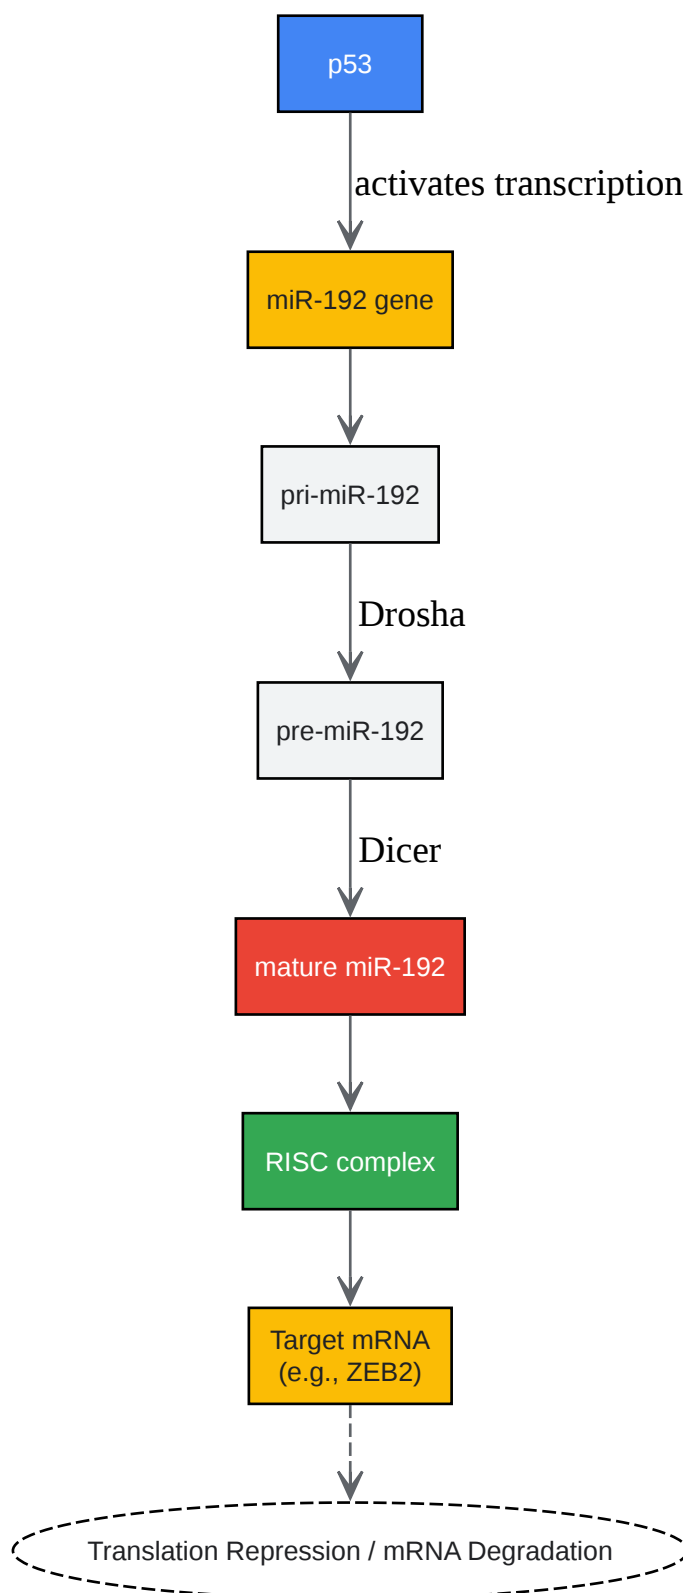 p53
activates transcription
miR-192 gene
pri-miR-192
Drosha
pre-miR-192
Dicer
mature miR-192
RISC complex
Target mRNA
(e.g., ZEB2)
Translation Repression / mRNA Degradation